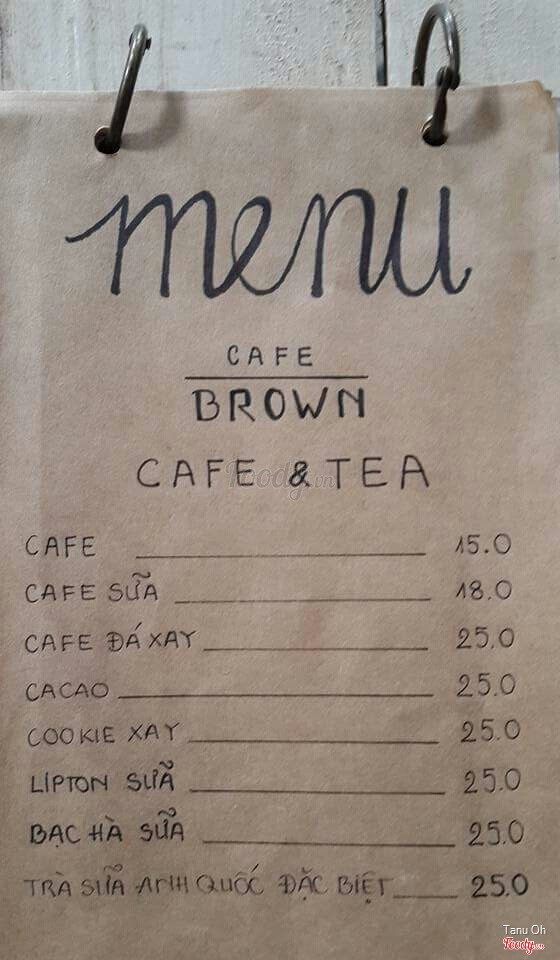 menu
CAFE
BROWN
CAFE & TEA
CAFE 15.0
CAFE SỮA 18.0
CAFE ĐÁ XAY 25.0
CACAO 25.0
COOKIE XAY 25.0
LIPTON SỮA 25.0
BẠC HÀ SỮA 25.0
TRÀ SỮA ANH QUỐC ĐẶC BIỆT 25.0
Foody.vn
Tanu Oh
Foody.vn